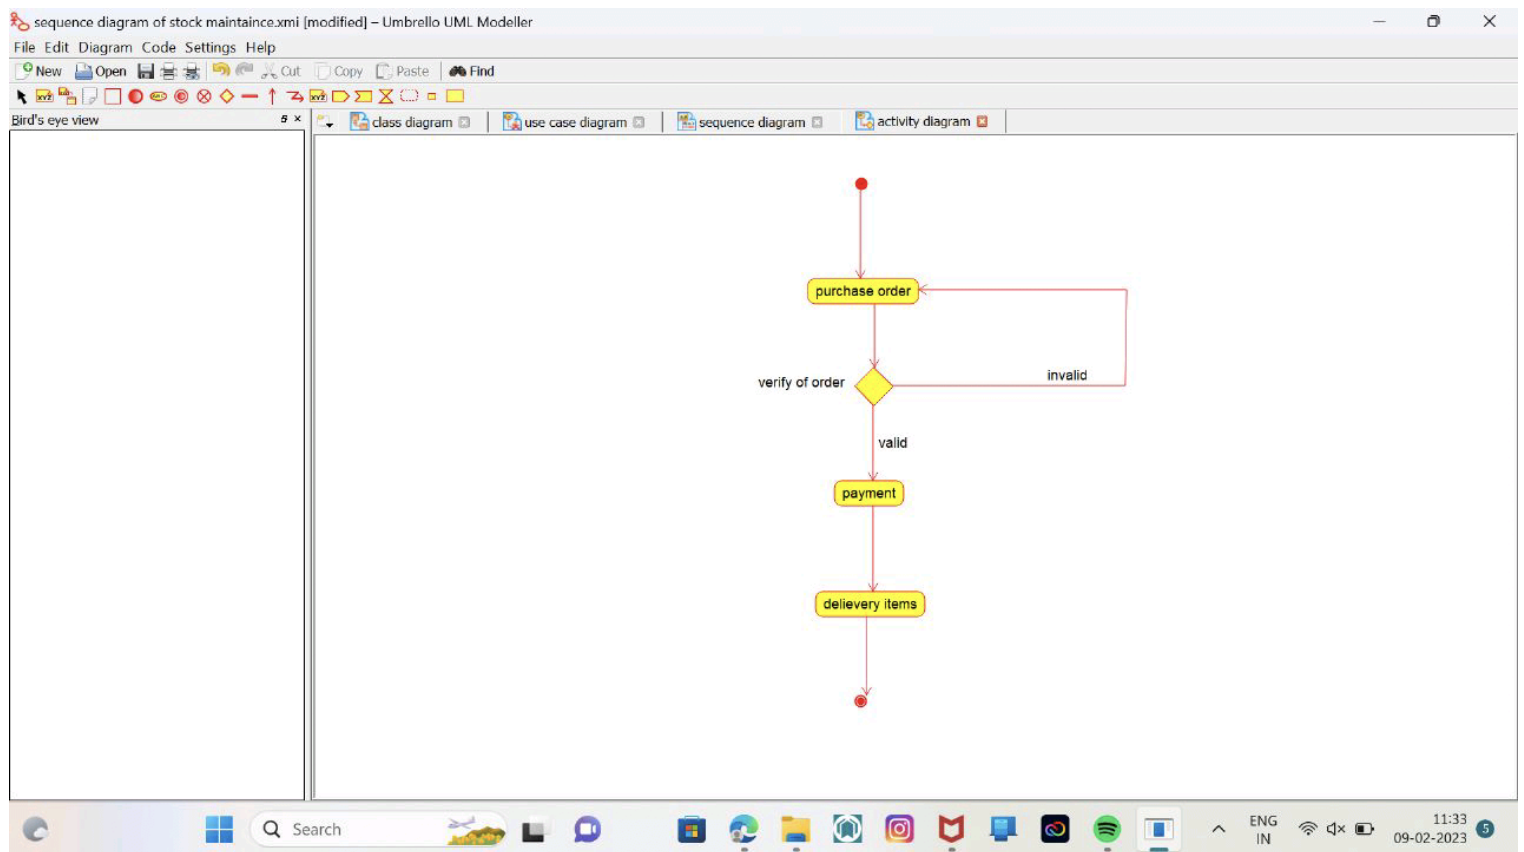 sequence diagram of stock maintaince.xmi [modified] – Umbrello UML Modeller
File Edit Diagram Code Settings Help
New Open Cut Copy Paste Find
Bird's eye view
class diagram use case diagram sequence diagram activity diagram
purchase order
invalid
verify of order
valid
payment
delievery items
Search
ENG
IN
11:33
09-02-2023
5